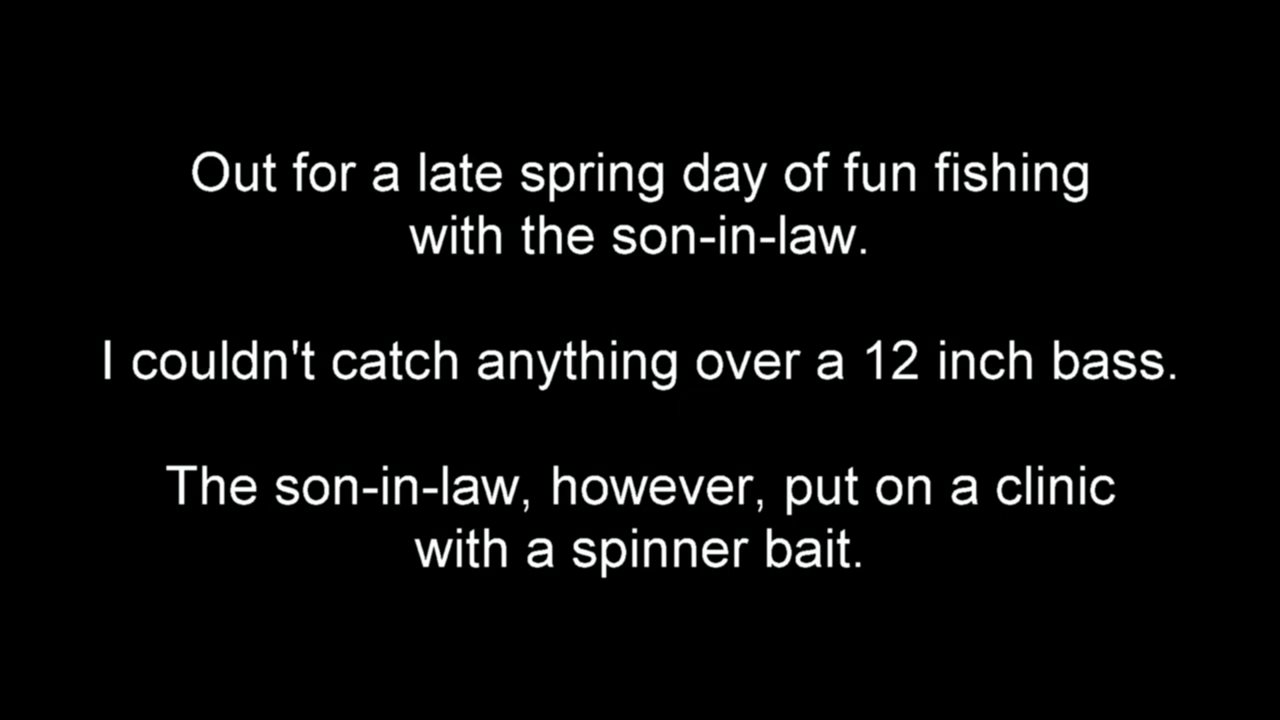 Out for a late spring day of fun fishing
with the son-in-law.
I couldn't catch anything over a 12 inch bass.
The son-in-law, however, put on a clinic
with a spinner bait.